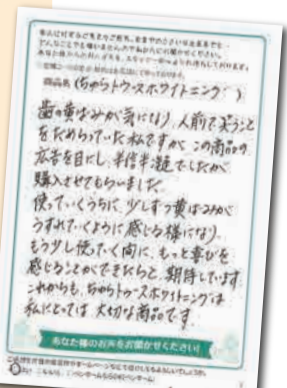 商品名 (ちからトゥースホワイトニング )
歯の黄ばみが気になり、人前で笑うこと
をためらっていた私ですが、この商品の
広告を目にし、半信半疑でしたが
購入させてもらいました。
使っていくうちに、少しずつ黄ばみが
うすれていくように感じる様になり、
もう少し使っていく間に、もっと喜びを
感じることができたらと、期待しています。
これからも、ちからトゥースホワイトニングは
私にとっては 大切な商品です。
あなた様のお声をお聞かせください!